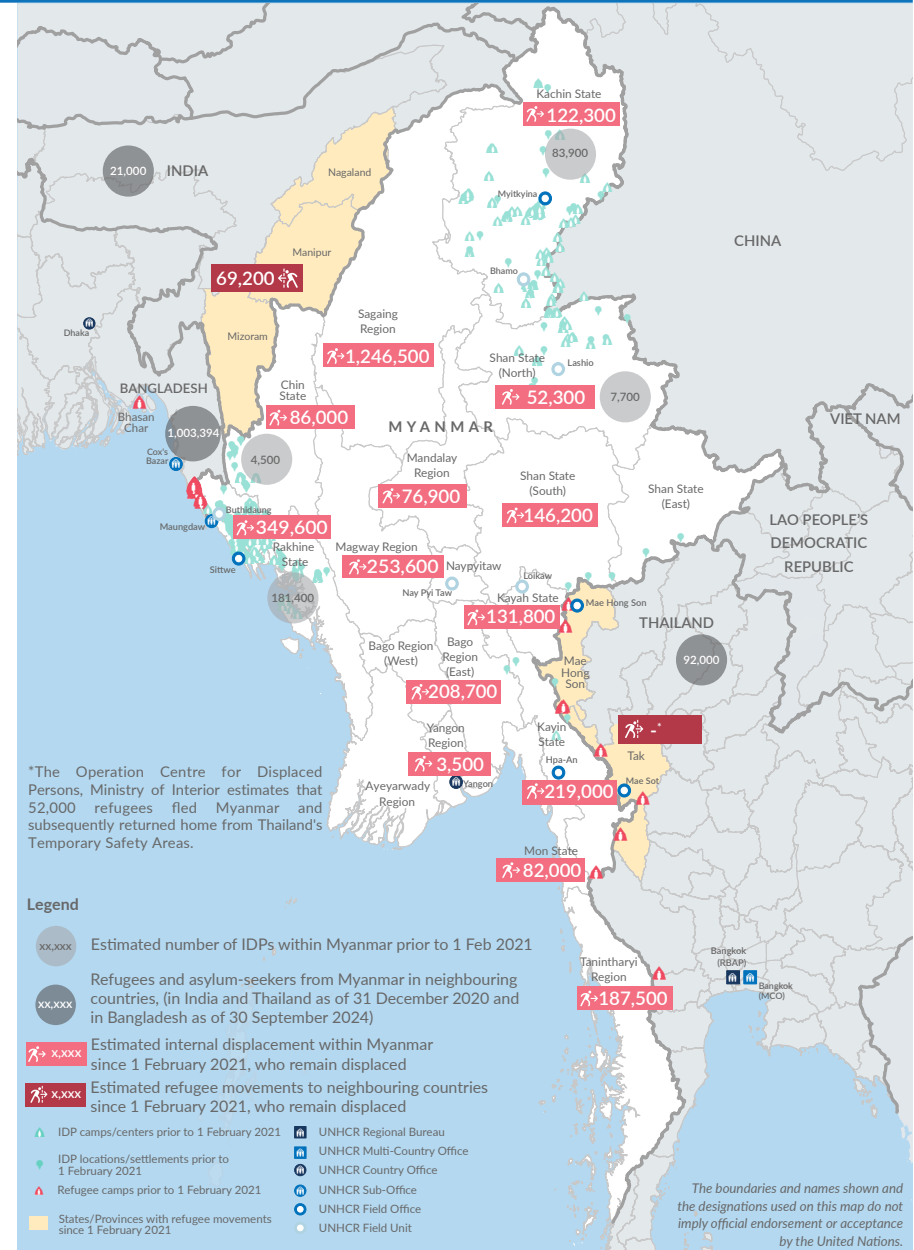 Kachin State
122,300
83,900
21,000
INDIA
Nagaland
Myitkyina
CHINA
Manipur
69,200
Bhamo
Sagaing
Region
Dhaka
Mizoram
1,246,500
Shan State
(North)
Lashio
BANGLADESH
Chin
State
52,300
7,700
Bhasan
Char
86,000
VIET NAM
1,003,394
MYANMAR
Cox's
Bazar
4,500
Mandalay
Region
Shan State
(South)
Shan State
(East)
76,900
Buthidaung
146,200
Maungdaw
349,600
LAO PEOPLE'S
DEMOCRATIC
REPUBLIC
Rakhine
State
Magway Region
Sittwe
253,600
Naypyitaw
Loikaw
Nay Pyi Taw
181,400
Kayah State
Mae Hong Son
131,800
THAILAND
Bago Region
(West)
Bago
Region
(East)
Mae
Hong
Son
92,000
208,700
Yangon
Region
Kayin
State
-*
Tak
3,500
Hpa-An
Yangon
Mae Sot
Ayeyarwady
Region
219,000
*The Operation Centre for Displaced
Persons, Ministry of Interior estimates that
52,000 refugees fled Myanmar and
subsequently returned home from Thailand's
Temporary Safety Areas.
Mon State
82,000
Tanintharyi
Region
187,500
Bangkok
(RBAP)
Bangkok
(MCO)
Legend
xx,xxx
Estimated number of IDPs within Myanmar prior to 1 Feb 2021
xx,xxx
Refugees and asylum-seekers from Myanmar in neighbouring
countries, (in India and Thailand as of 31 December 2020 and
in Bangladesh as of 30 September 2024)
x,xxx
Estimated internal displacement within Myanmar
since 1 February 2021, who remain displaced
x,xxx
Estimated refugee movements to neighbouring countries
since 1 February 2021, who remain displaced
IDP camps/centers prior to 1 February 2021
IDP locations/settlements prior to
1 February 2021
Refugee camps prior to 1 February 2021
States/Provinces with refugee movements
since 1 February 2021
UNHCR Regional Bureau
UNHCR Multi-Country Office
UNHCR Country Office
UNHCR Sub-Office
UNHCR Field Office
UNHCR Field Unit
The boundaries and names shown and
the designations used on this map do not
imply official endorsement or acceptance
by the United Nations.